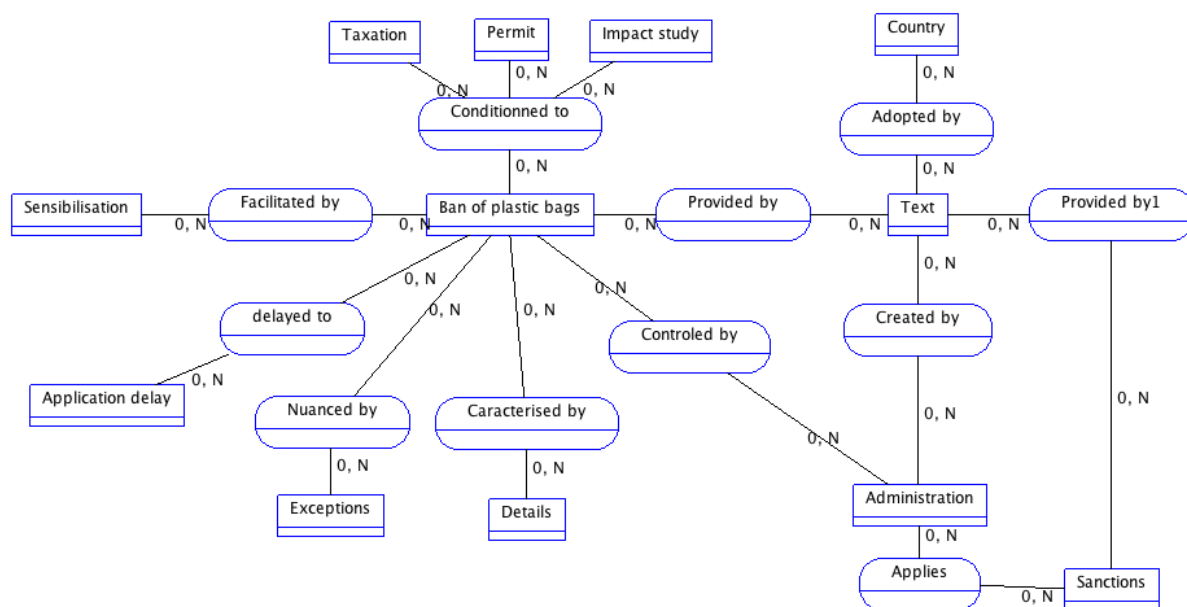 Taxation
Permit
Impact study
Country
0, N
0, N
0, N
0, N
Conditionned to
Adopted by
0, N
0, N
Sensibilisation
Facilitated by
Ban of plastic bags
Provided by
Text
Provided by1
0, N
0, N
0, N
0, N
0, N
0, N
0, N
0, N
0, N
0, N
0, N
delayed to
Created by
Controled by
0, N
Application delay
Nuanced by
Caracterised by
0, N
0, N
0, N
0, N
0, N
Exceptions
Details
Administration
0, N
Applies
Sanctions
0, N